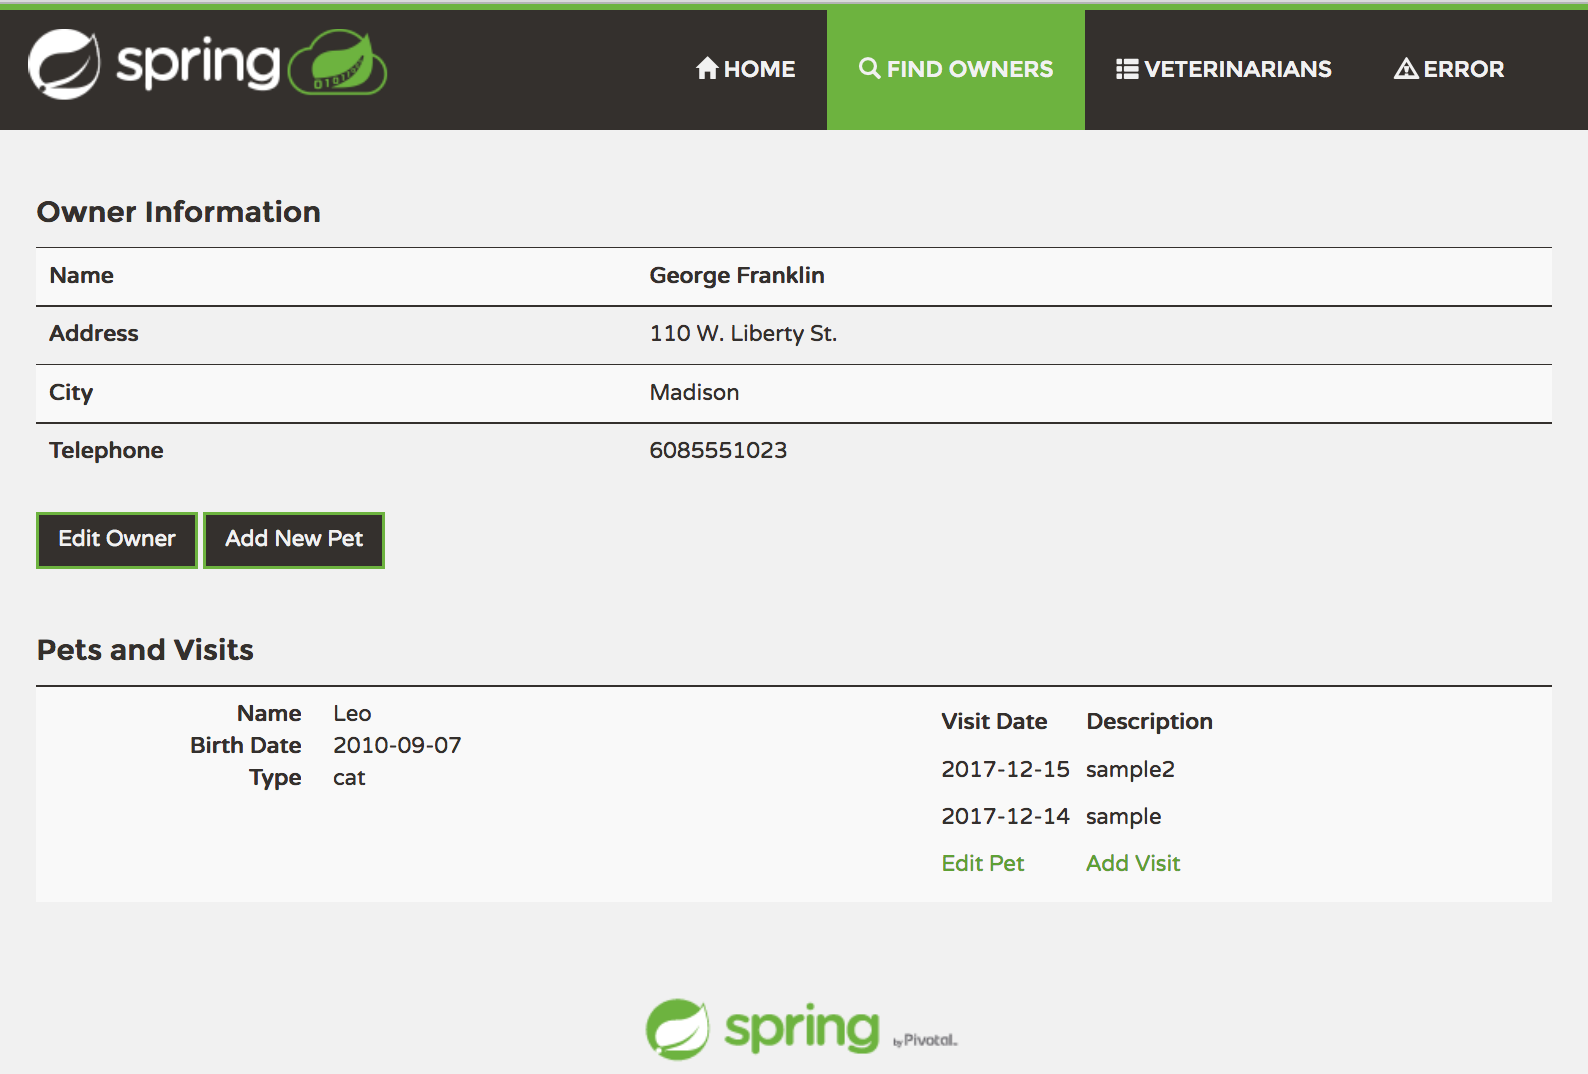 spring HOME FIND OWNERS VETERINARIANS ERROR
Owner Information
Name George Franklin
Address 110 W. Liberty St.
City Madison
Telephone 6085551023
Edit Owner Add New Pet
Pets and Visits
Name Leo
Birth Date 2010-09-07
Type cat
Visit Date Description
2017-12-15 sample2
2017-12-14 sample
Edit Pet Add Visit
spring by Pivotal